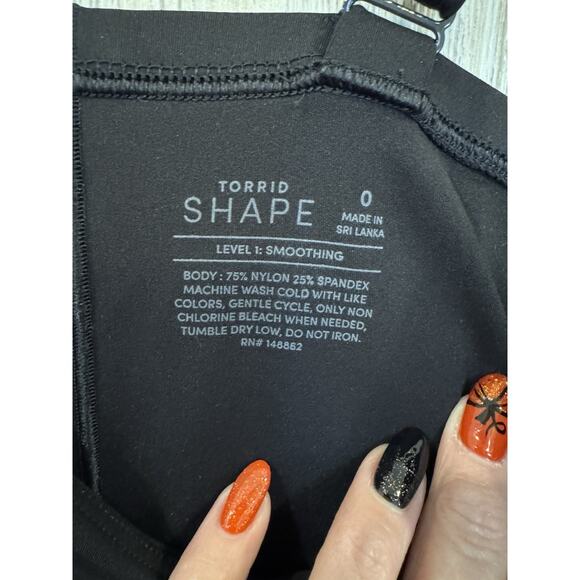 TORRID
SHAPE
0
MADE IN
SRI LANKA
LEVEL 1: SMOOTHING
BODY : 75% NYLON 25% SPANDEX
MACHINE WASH COLD WITH LIKE
COLORS, GENTLE CYCLE, ONLY NON
CHLORINE BLEACH WHEN NEEDED,
TUMBLE DRY LOW, DO NOT IRON.
RN# 148862